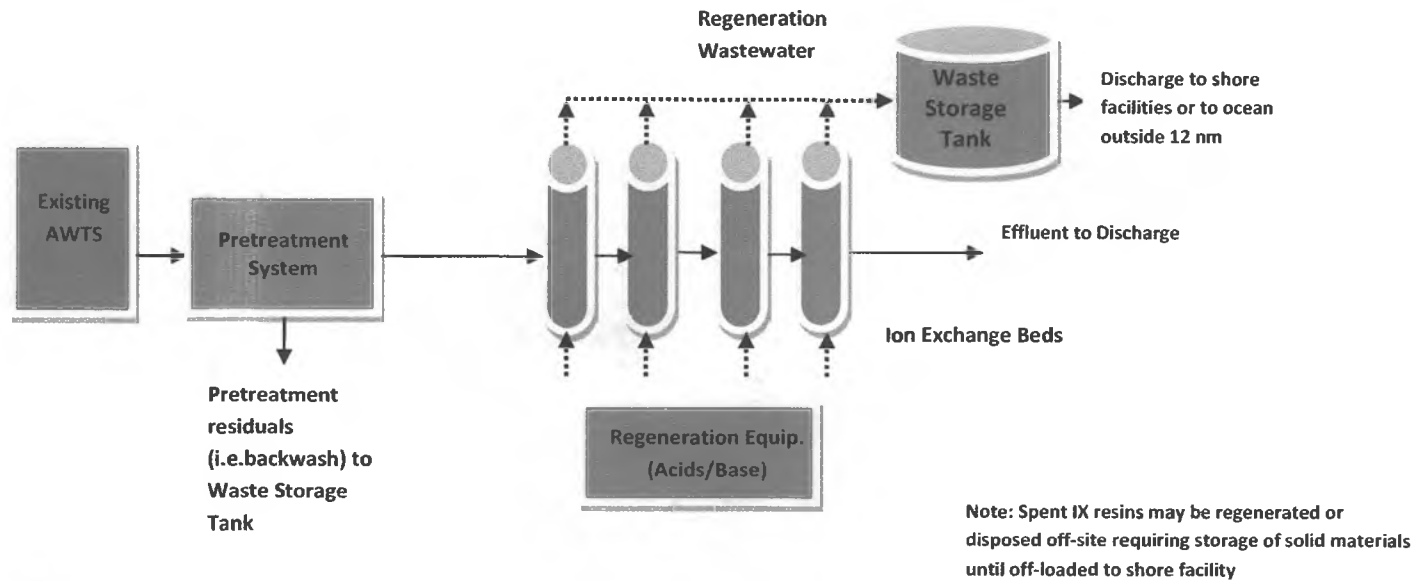 Regeneration
Wastewater
Waste
Storage
Tank
Discharge to shore
facilities or to ocean
outside 12 nm
Existing
AWTS
Pretreatment
System
Effluent to Discharge
Ion Exchange Beds
Pretreatment
residuals
(i.e.backwash) to
Waste Storage
Tank
Regeneration Equip.
(Acids/Base)
Note: Spent IX resins may be regenerated or
disposed off-site requiring storage of solid materials
until off-loaded to shore facility